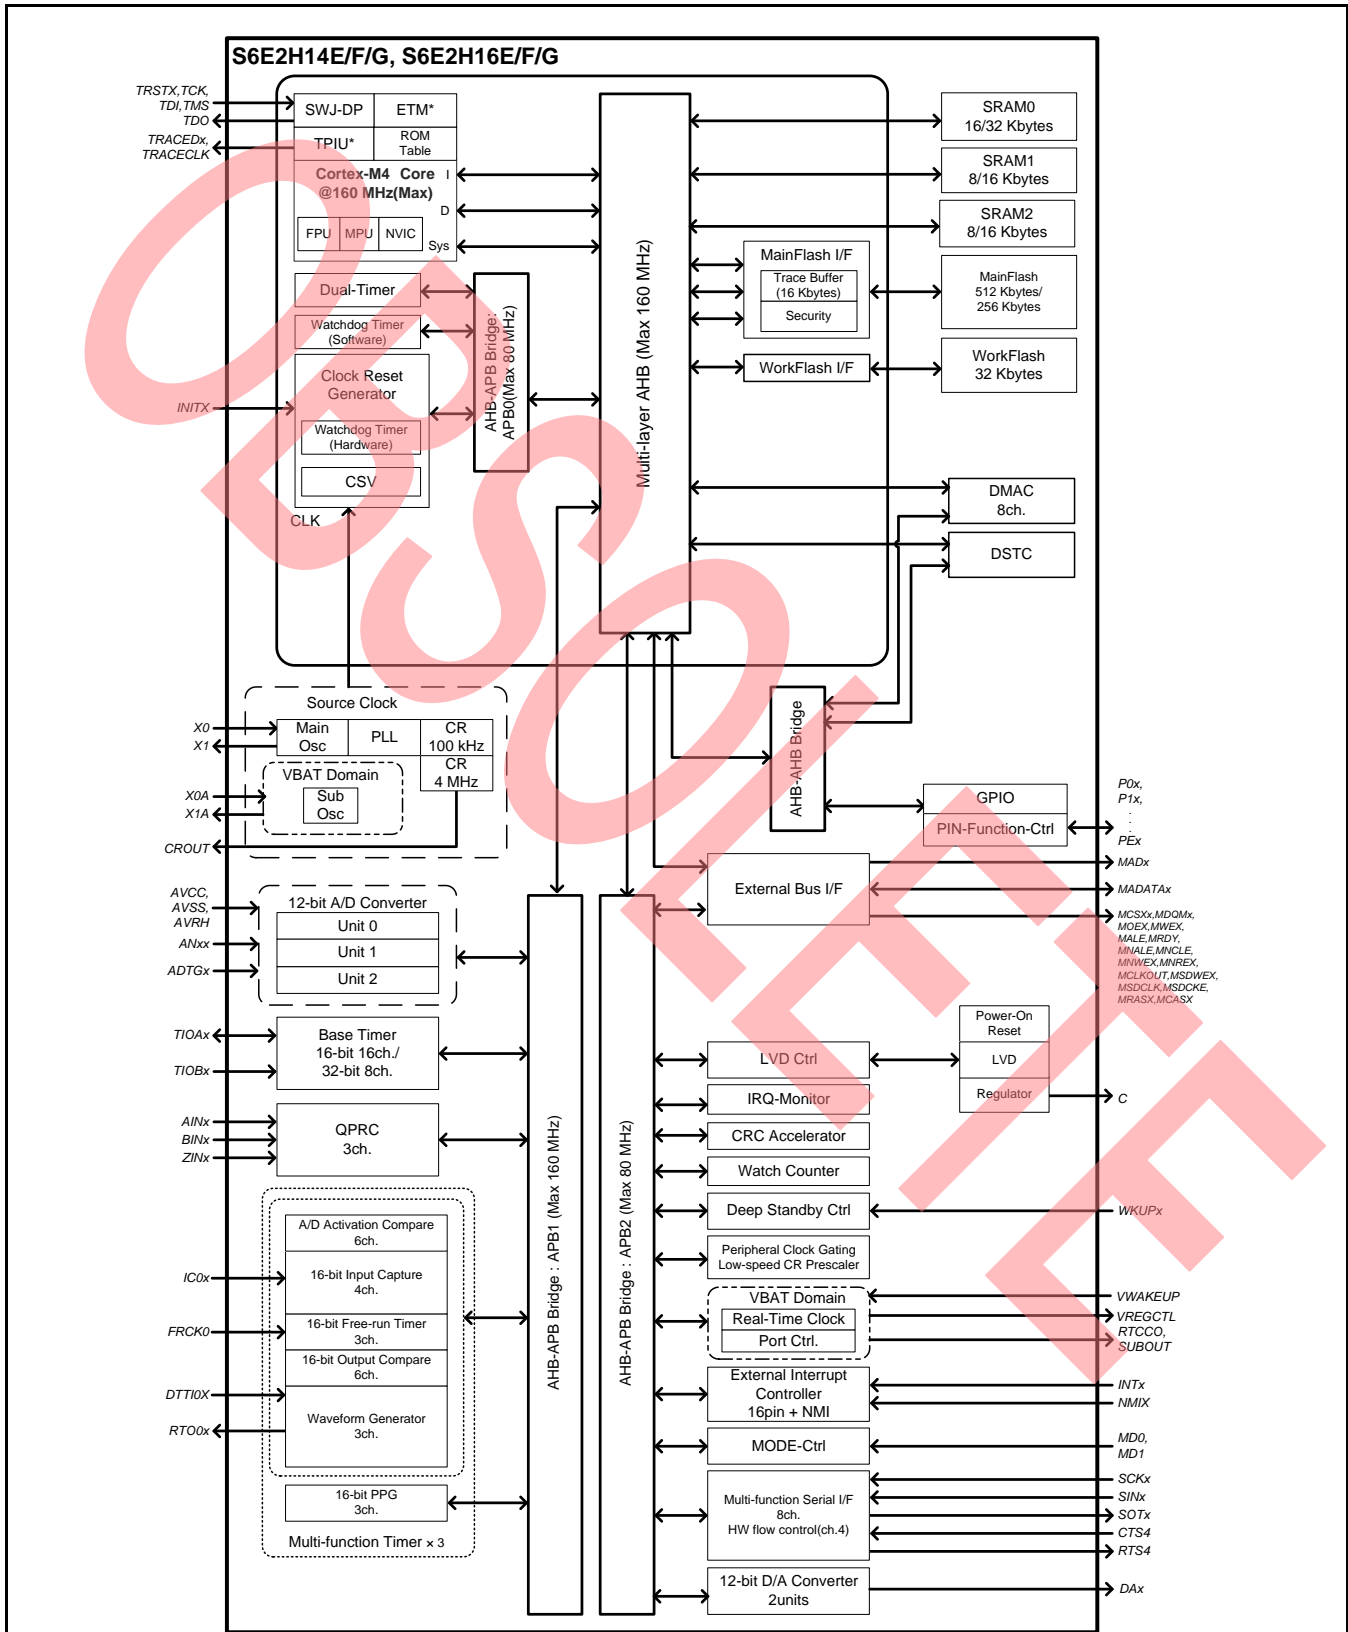 S6E2H14E/F/G, S6E2H16E/F/G
TRSTX,TCK,
TDI,TMS
TDO
TRACEDx,
TRACECLK
SWJ-DP
ETM*
TPIU*
ROM
Table
Cortex-M4 Core
@160 MHz(Max)
I
D
Sys
FPU
MPU
NVIC
Dual-Timer
Watchdog Timer
(Software)
Clock Reset
Generator
Watchdog Timer
(Hardware)
CSV
CLK
INITX
AHB-APB Bridge:
APB0(Max 80 MHz)
Multi-layer AHB (Max 160 MHz)
SRAM0
16/32 Kbytes
SRAM1
8/16 Kbytes
SRAM2
8/16 Kbytes
MainFlash I/F
Trace Buffer
(16 Kbytes)
Security
MainFlash
512 Kbytes/
256 Kbytes
WorkFlash I/F
WorkFlash
32 Kbytes
DMAC
8ch.
DSTC
AHB-AHB Bridge
Source Clock
X0
X1
Main
Osc
PLL
CR
100 kHz
CR
4 MHz
VBAT Domain
Sub
Osc
X0A
X1A
CROUT
GPIO
PIN-Function-Ctrl
P0x,
P1x,
.
.
PEx
External Bus I/F
MADx
MADATAx
MCSXx,MDQMx,
MOEX,MWEX,
MALE,MRDY,
MNALE,MNCLE,
MNWEX,MNREX,
MCLKOUT,MSDWEX,
MSDCLK,MSDCKE,
MRASX,MCASX
AVCC,
AVSS,
AVRH
ANxx
ADTGx
12-bit A/D Converter
Unit 0
Unit 1
Unit 2
TIOAx
TIOBx
Base Timer
16-bit 16ch./
32-bit 8ch.
AINx
BINx
ZINx
QPRC
3ch.
A/D Activation Compare
6ch.
IC0x
16-bit Input Capture
4ch.
FRCK0
16-bit Free-run Timer
3ch.
16-bit Output Compare
6ch.
DTTI0X
RTO0x
Waveform Generator
3ch.
16-bit PPG
3ch.
Multi-function Timer × 3
AHB-APB Bridge : APB1 (Max 160 MHz)
AHB-APB Bridge : APB2 (Max 80 MHz)
LVD Ctrl
Power-On
Reset
LVD
Regulator
C
IRQ-Monitor
CRC Accelerator
Watch Counter
Deep Standby Ctrl
WKUPx
Peripheral Clock Gating
Low-speed CR Prescaler
VBAT Domain
Real-Time Clock
Port Ctrl.
VWAKEUP
VREGCTL
RTCCO,
SUBOUT
External Interrupt
Controller
16pin + NMI
INTx
NMIX
MODE-Ctrl
MD0,
MD1
Multi-function Serial I/F
8ch.
HW flow control(ch.4)
SCKx
SINx
SOTx
CTS4
RTS4
12-bit D/A Converter
2units
DAx
OBSOLETE